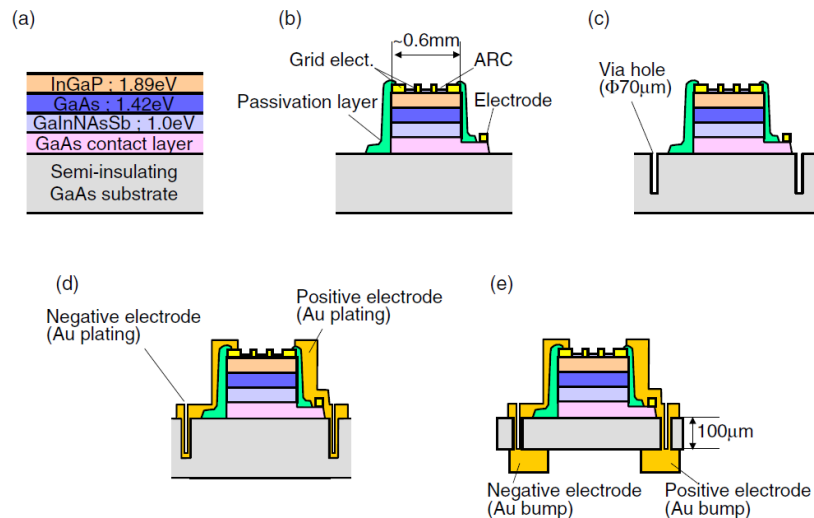 (a)
InGaP ; 1.89eV
GaAs ; 1.42eV
GaInNAsSb ; 1.0eV
GaAs contact layer
Semi-insulating
GaAs substrate
(b)
~0.6mm
Grid elect.
ARC
Passivation layer
Electrode
(c)
Via hole
(Φ70μm)
(d)
Negative electrode
(Au plating)
Positive electrode
(Au plating)
(e)
100μm
Negative electrode
(Au bump)
Positive electrode
(Au bump)